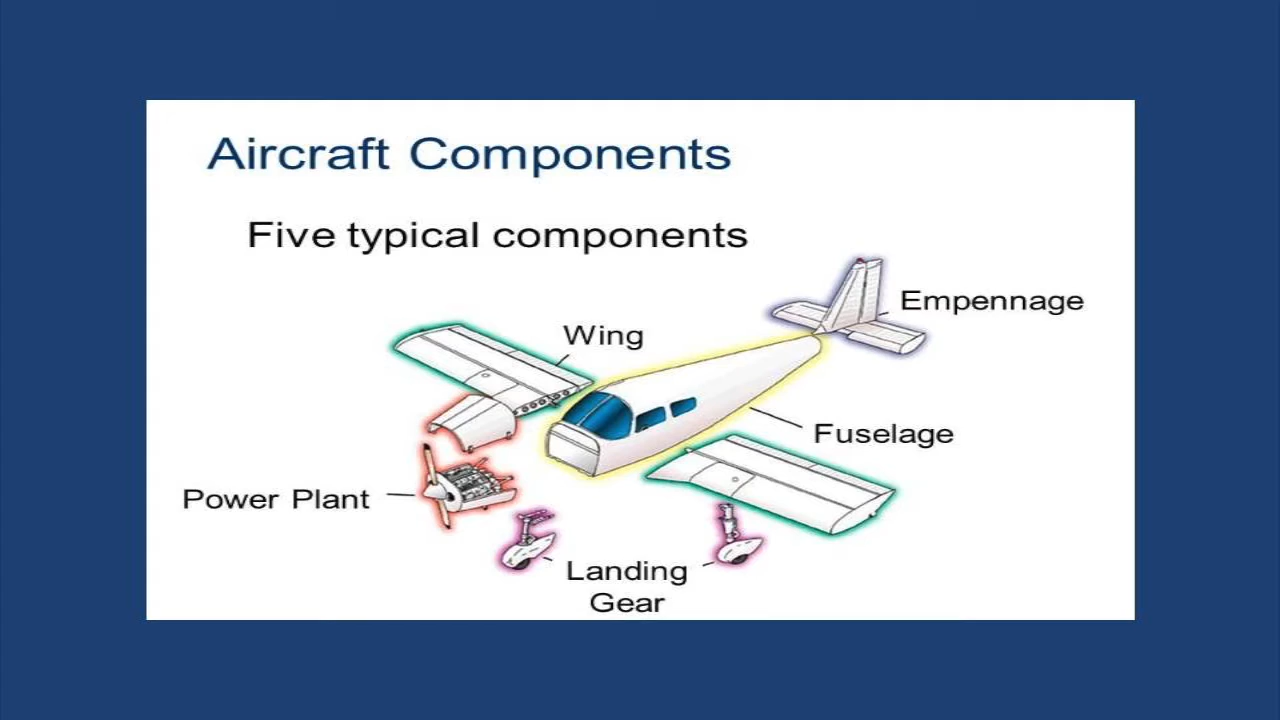 Aircraft Components
Five typical components
Empennage
Wing
Fuselage
Power Plant
Landing
Gear